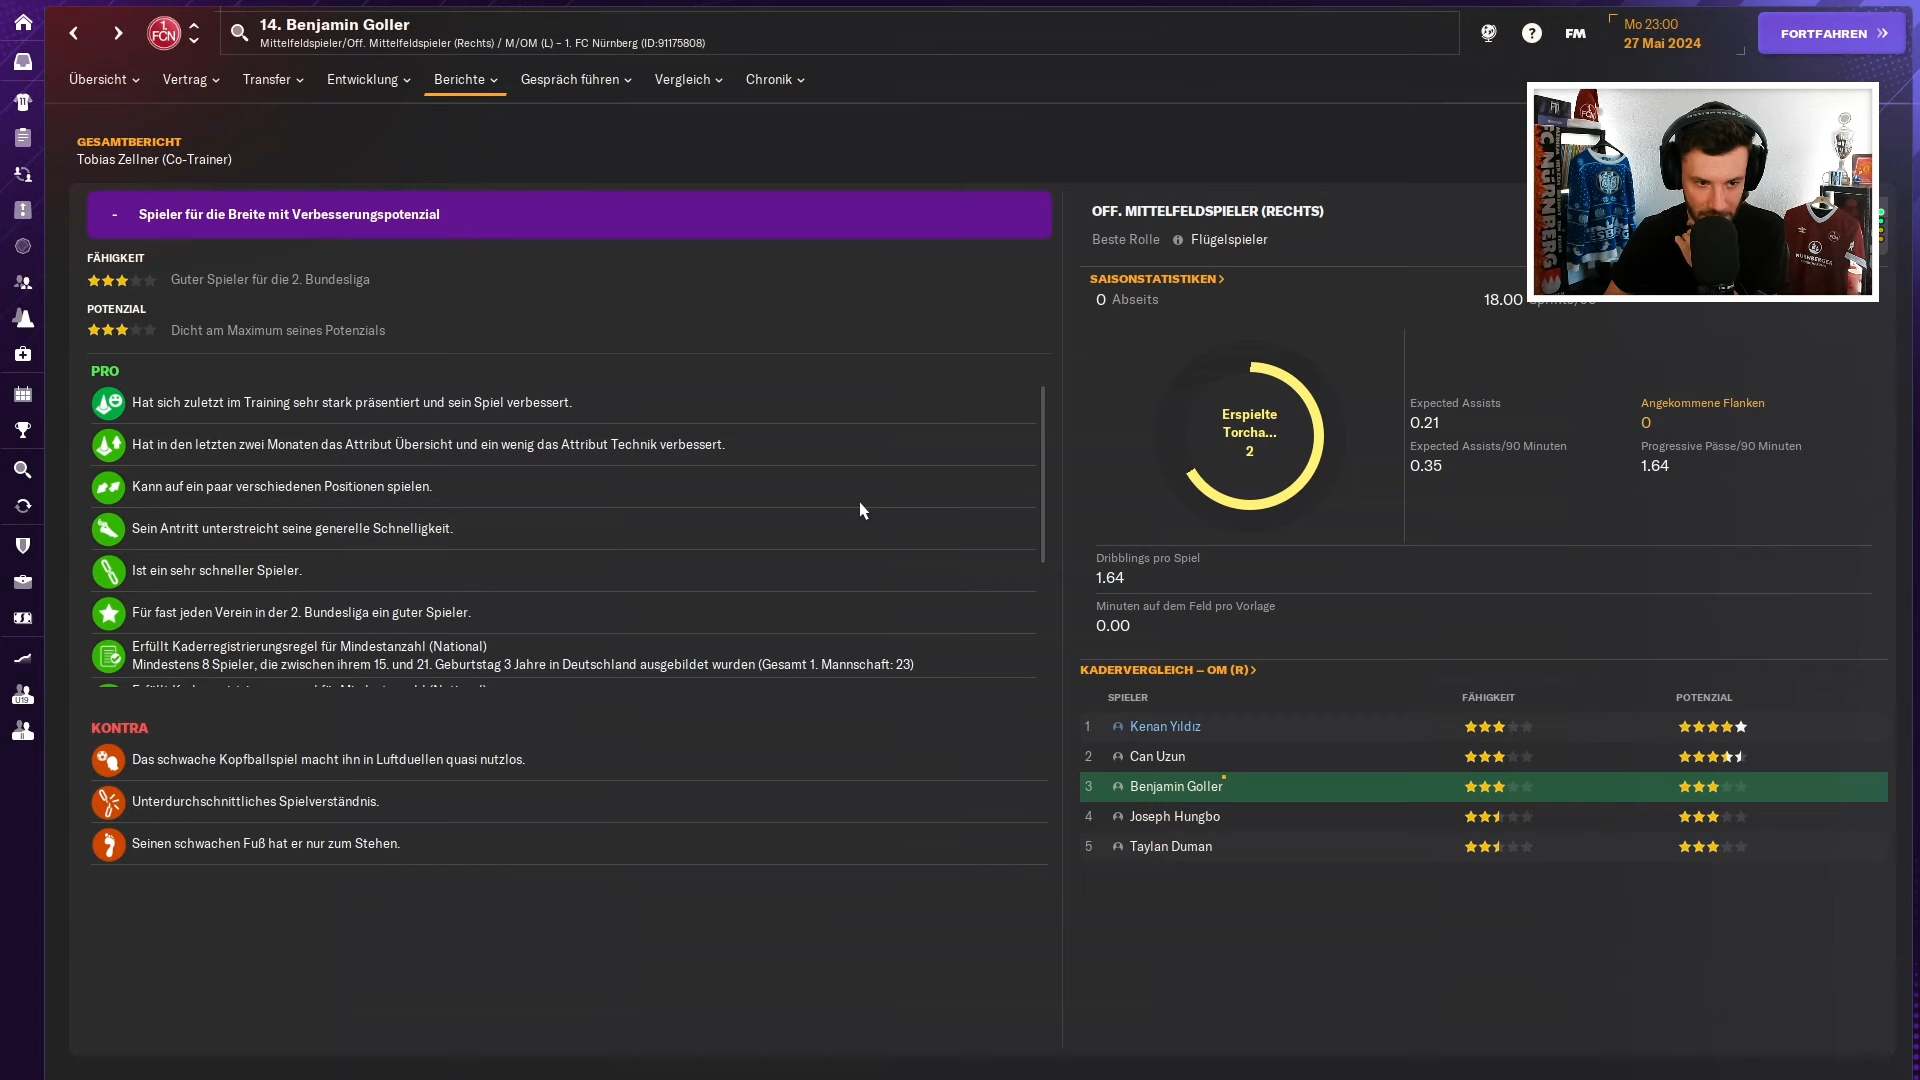 14. Benjamin Goller
Mittelfeldspieler/Off. Mittelfeldspieler (Rechts) / M/OM (L) - 1. FC Nürnberg (ID:91175808)
1. FCN
FM
Mo 23:00
27 Mai 2024
FORTFAHREN
Übersicht
Vertrag
Transfer
Entwicklung
Berichte
Gespräch führen
Vergleich
Chronik
GESAMTBERICHT
Tobias Zellner (Co-Trainer)
- Spieler für die Breite mit Verbesserungspotenzial
FÄHIGKEIT
Guter Spieler für die 2. Bundesliga
POTENZIAL
Dicht am Maximum seines Potenzials
PRO
Hat sich zuletzt im Training sehr stark präsentiert und sein Spiel verbessert.
Hat in den letzten zwei Monaten das Attribut Übersicht und ein wenig das Attribut Technik verbessert.
Kann auf ein paar verschiedenen Positionen spielen.
Sein Antritt unterstreicht seine generelle Schnelligkeit.
Ist ein sehr schneller Spieler.
Für fast jeden Verein in der 2. Bundesliga ein guter Spieler.
Erfüllt Kaderregistrierungsregel für Mindestanzahl (National)
Mindestens 8 Spieler, die zwischen ihrem 15. und 21. Geburtstag 3 Jahre in Deutschland ausgebildet wurden (Gesamt 1. Mannschaft: 23)
KONTRA
Das schwache Kopfballspiel macht ihn in Luftduellen quasi nutzlos.
Unterdurchschnittliches Spielverständnis.
Seinen schwachen Fuß hat er nur zum Stehen.
OFF. MITTELFELDSPIELER (RECHTS)
Beste Rolle Flügelspieler
SAISONSTATISTIKEN
0 Abseits
18.00
Erspielte
Torcha...
2
Expected Assists
0.21
Expected Assists/90 Minuten
0.35
Angekommene Flanken
0
Progressive Pässe/90 Minuten
1.64
Dribblings pro Spiel
1.64
Minuten auf dem Feld pro Vorlage
0.00
KADERVERGLEICH – OM (R)
SPIELER FÄHIGKEIT POTENZIAL
1 Kenan Yıldız
2 Can Uzun
3 Benjamin Goller
4 Joseph Hungbo
5 Taylan Duman
U19
II
FC NÜRNBERG